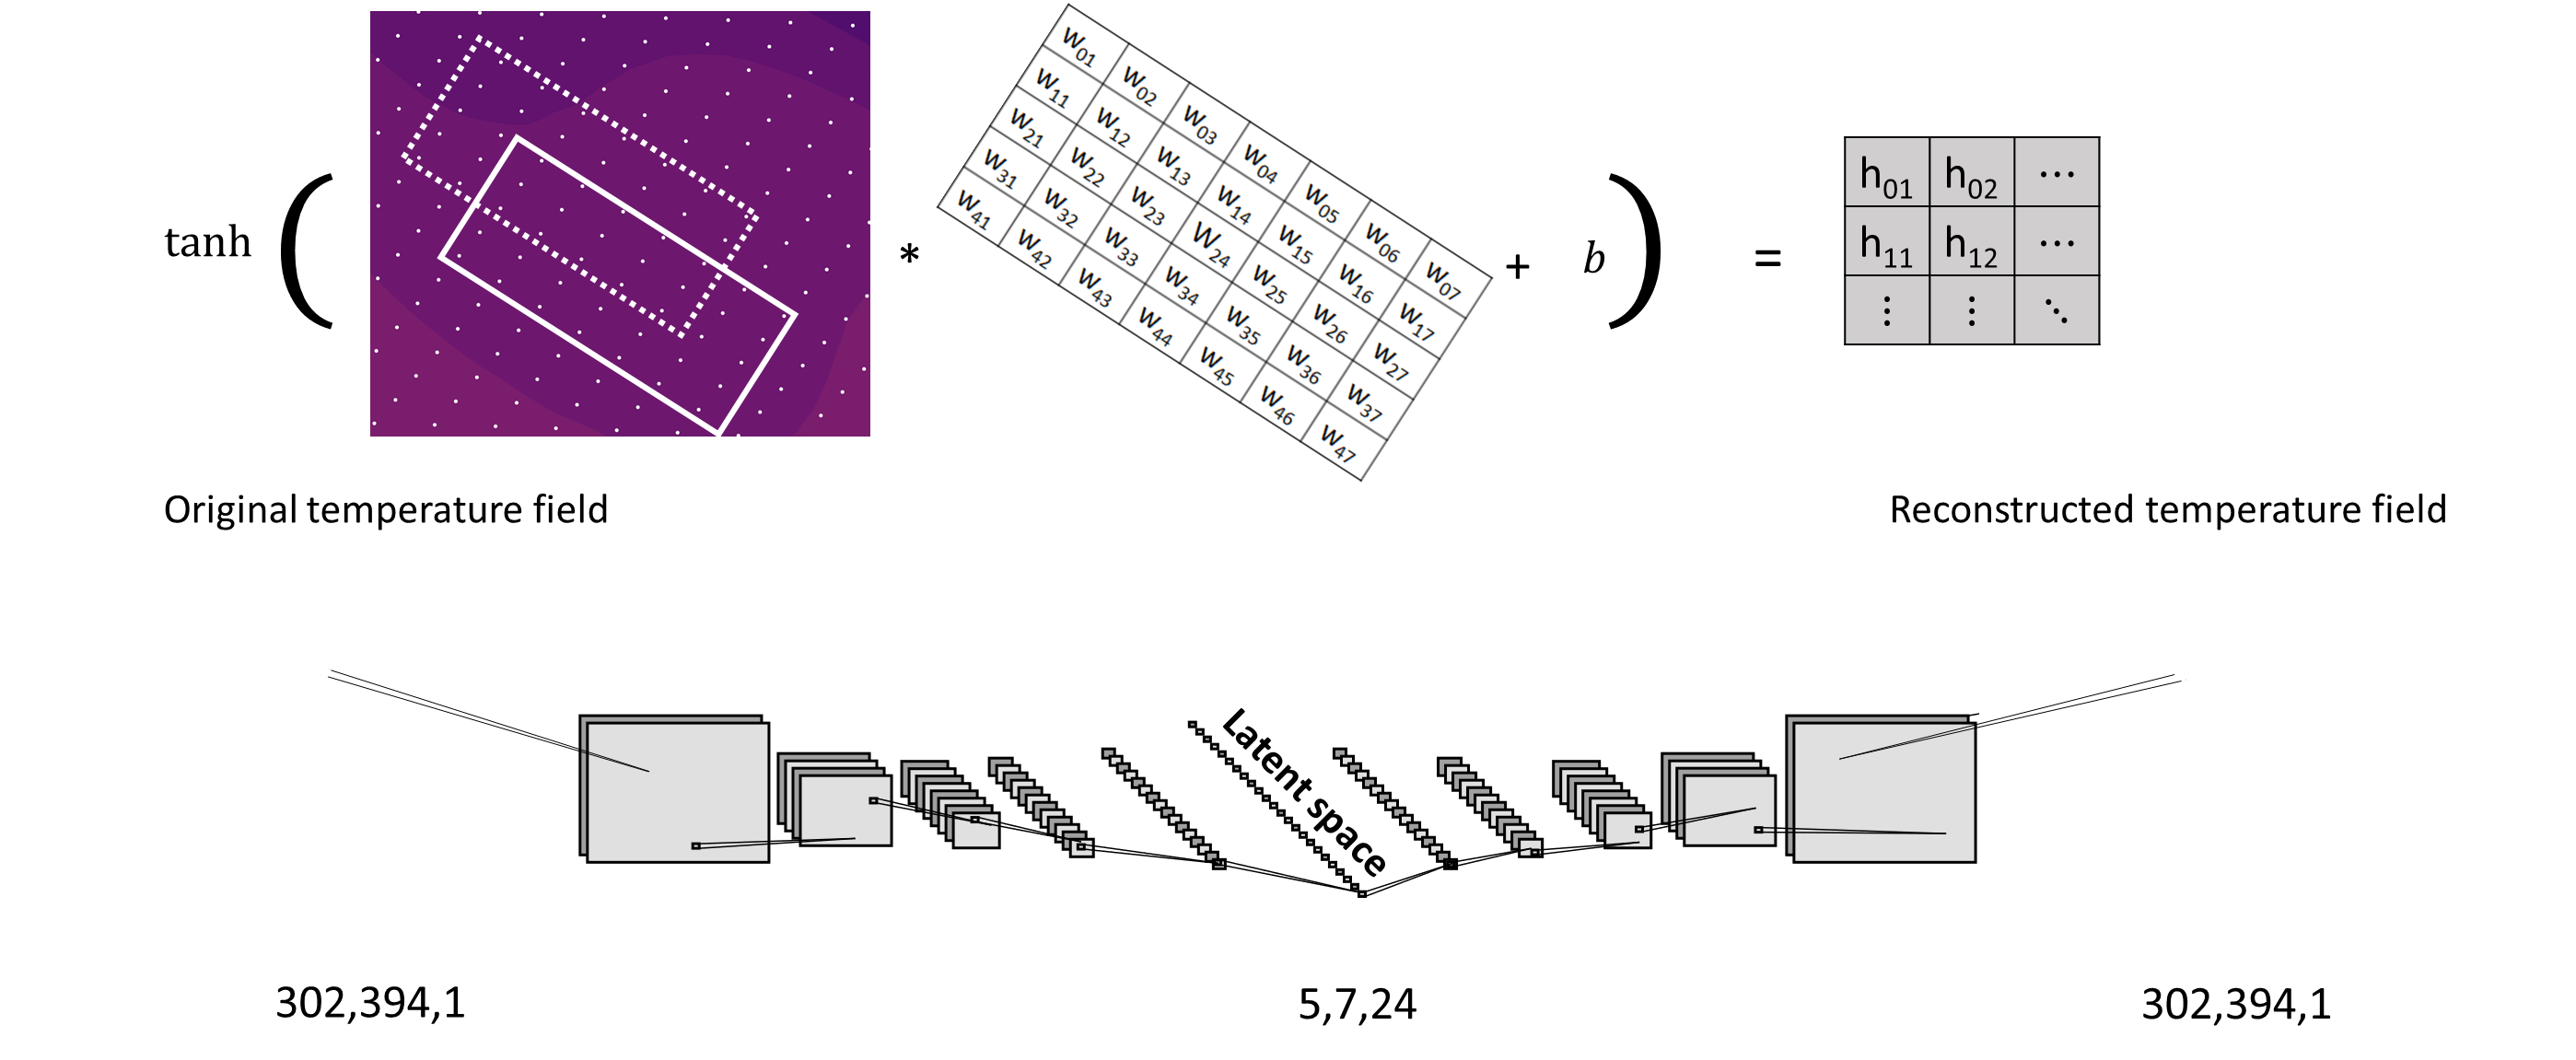 tanh ( * W01 W02 W03 W04 W05 W06 W07
W11 W12 W13 W14 W15 W16 W17
W21 W22 W23 W24 W25 W26 W27
W31 W32 W33 W34 W35 W36 W37
W41 W42 W43 W44 W45 W46 W47
+ b ) =
h01 h02 ⋯
h11 h12 ⋯
⋮ ⋮ ⋱
Original temperature field
Reconstructed temperature field
Latent space
302,394,1
5,7,24
302,394,1